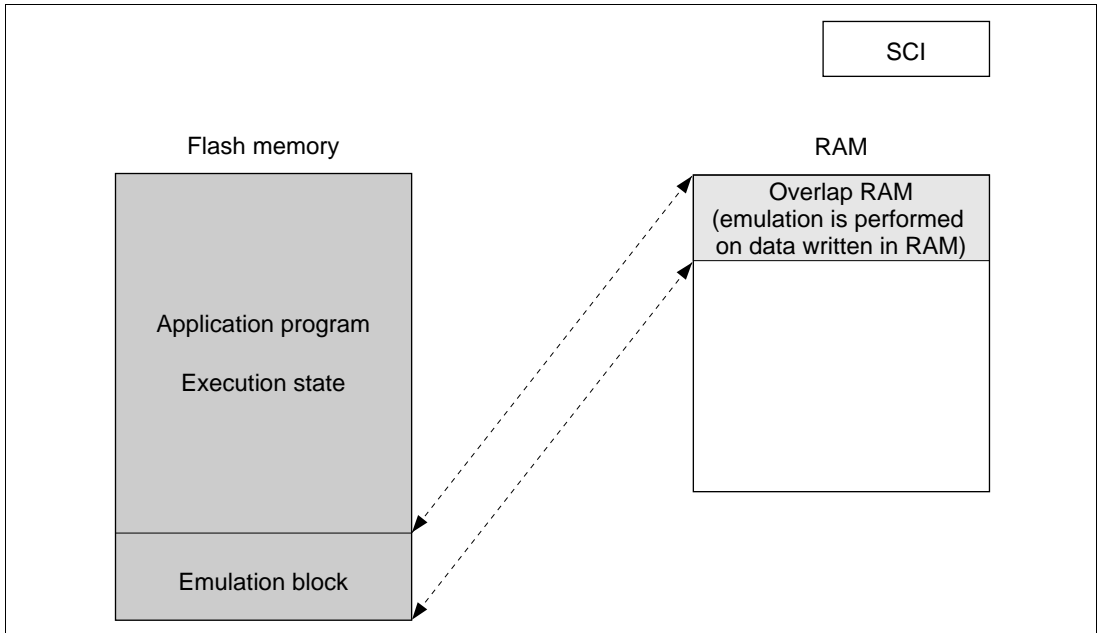 SCI
Flash memory
RAM
Overlap RAM
(emulation is performed
on data written in RAM)
Application program
Execution state
Emulation block